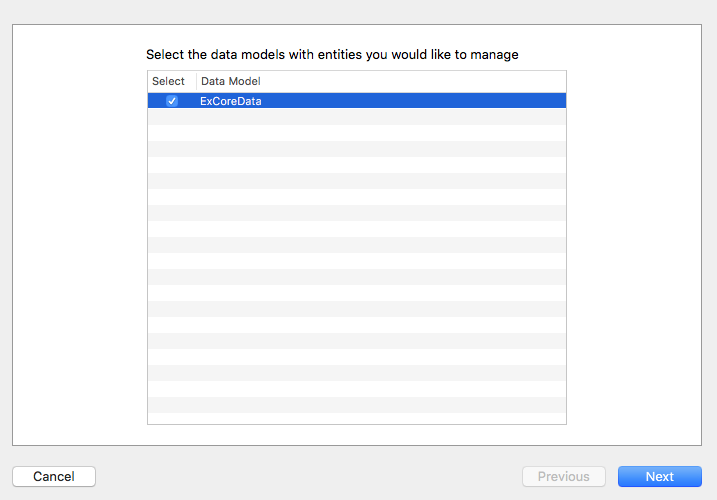 Select the data models with entities you would like to manage
Select Data Model
ExCoreData
Cancel Previous Next